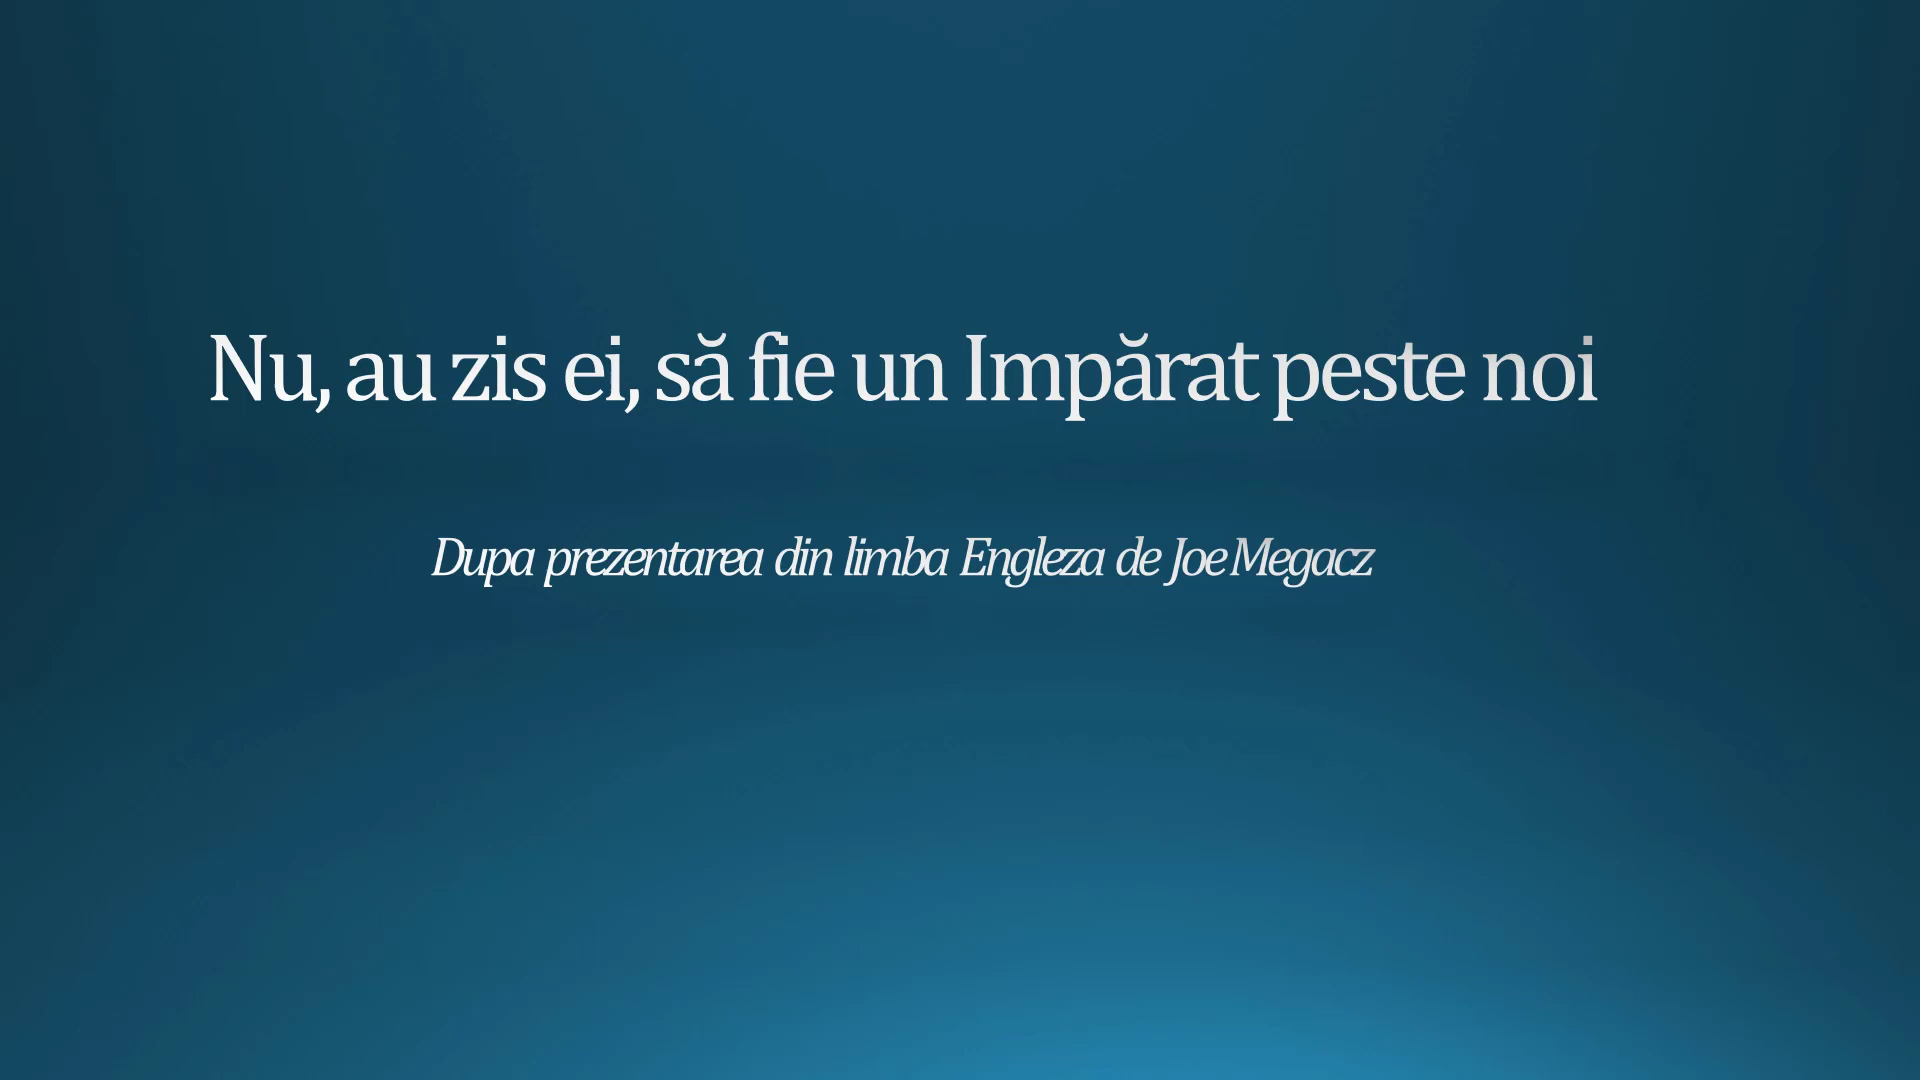 Nu, au zis ei, să fie un Impărat peste noi
Dupa prezentarea din limba Engleza de Joe Megacz